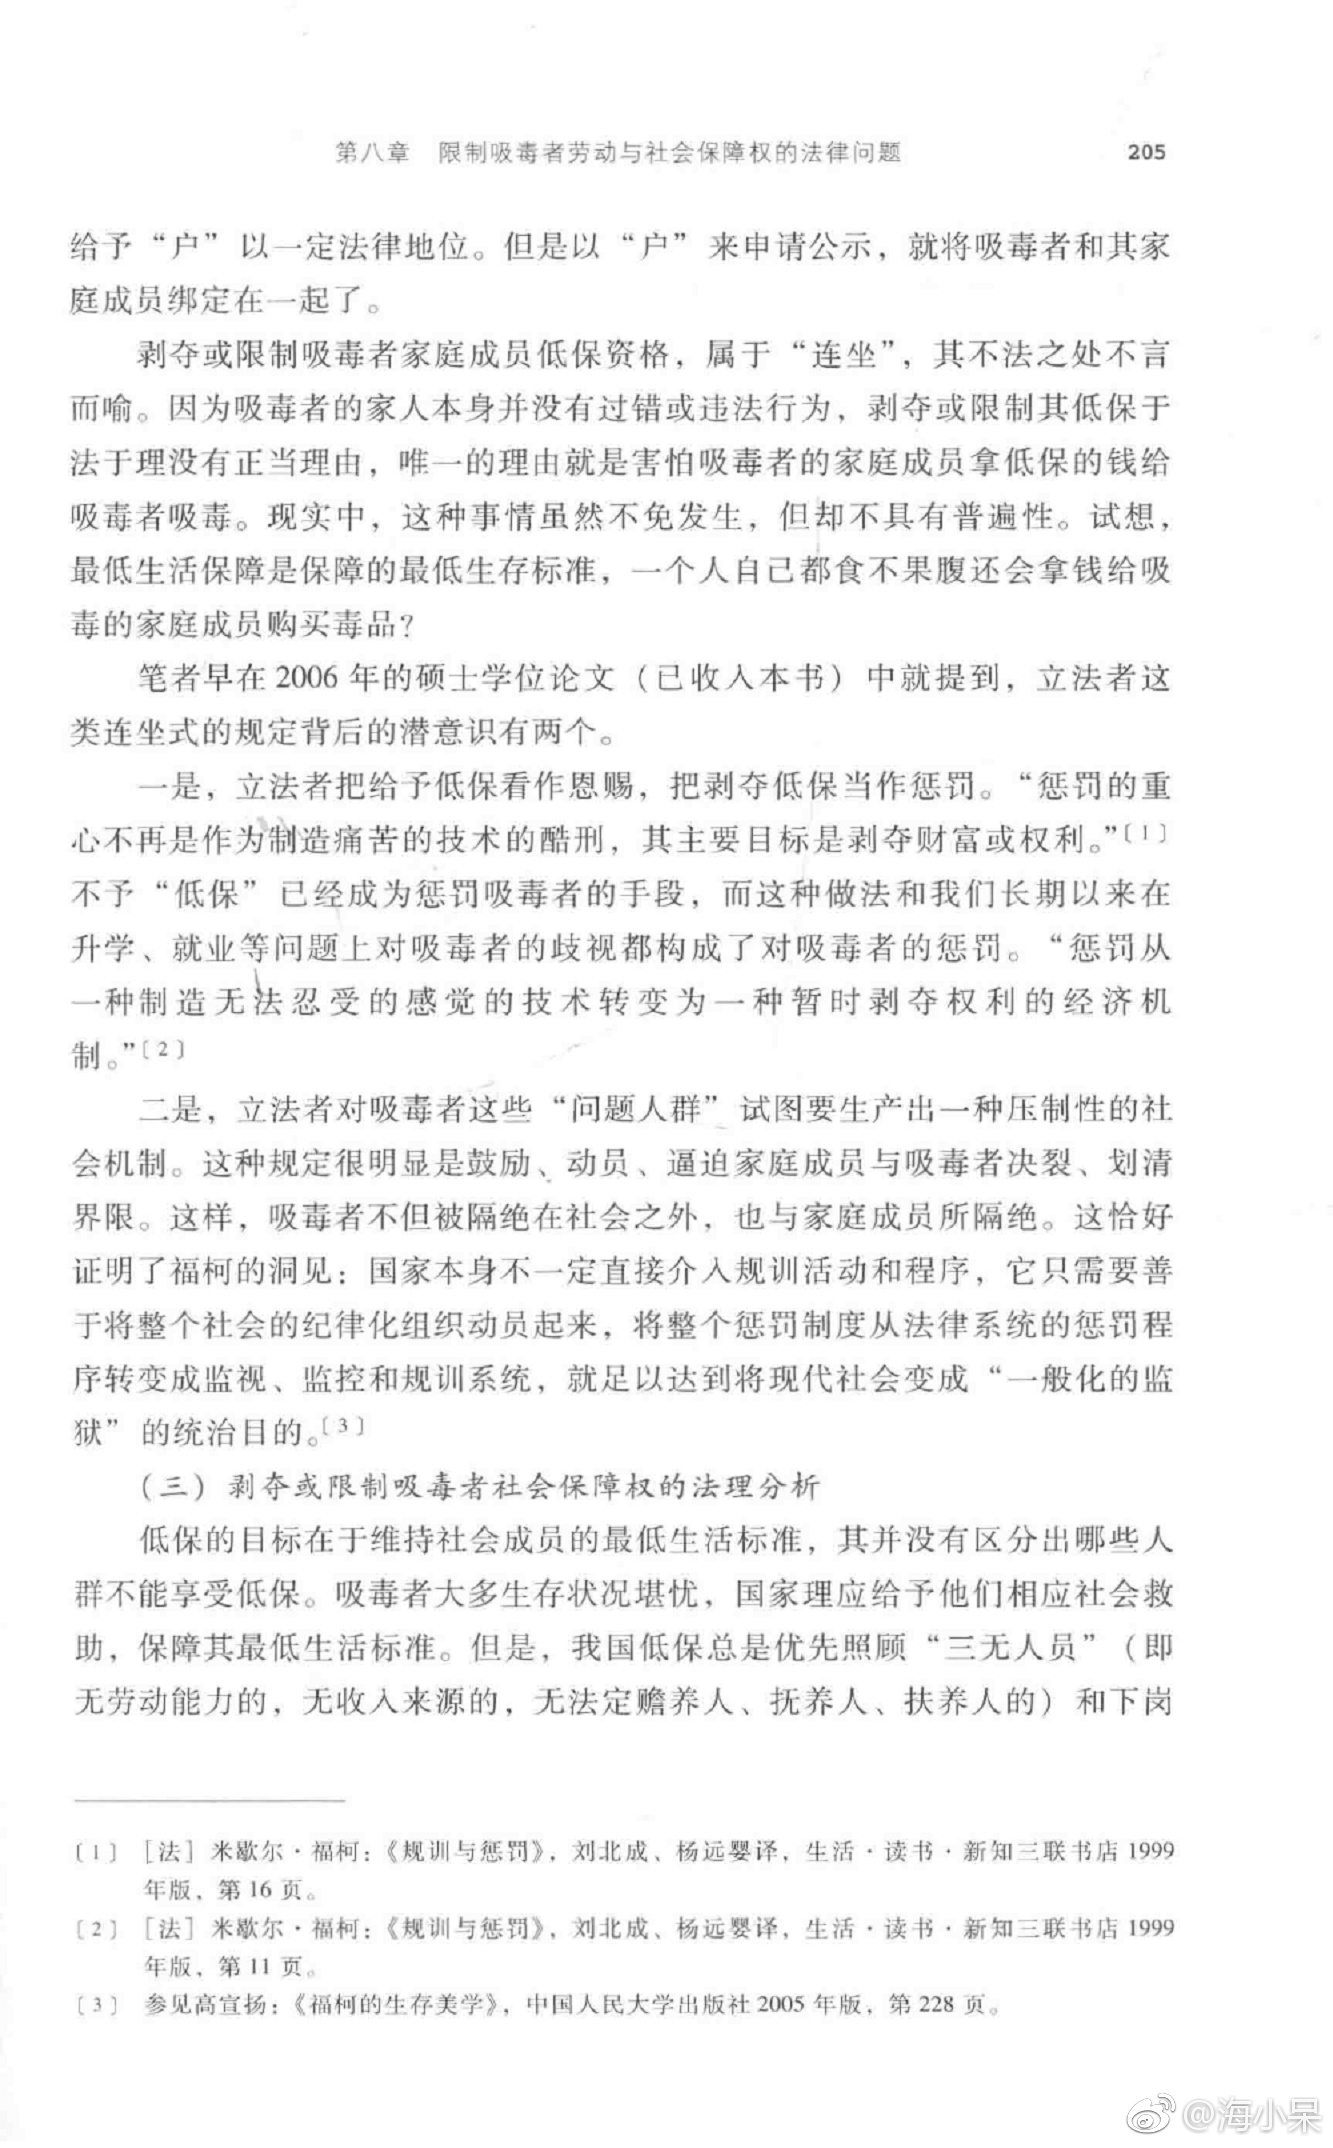 第八章 限制吸毒者劳动与社会保障权的法律问题 205
给予“户”以一定法律地位。但是以“户”来申请公示，就将吸毒者和其家
庭成员绑定在一起了。
剥夺或限制吸毒者家庭成员低保资格，属于“连坐”，其不法之处不言
而喻。因为吸毒者的家人本身并没有过错或违法行为，剥夺或限制其低保于
法于理没有正当理由，唯一的理由就是害怕吸毒者的家庭成员拿低保的钱给
吸毒者吸毒。现实中，这种事情虽然不免发生，但却不具有普遍性。试想，
最低生活保障是保障的最低生存标准，一个人自己都食不果腹还会拿钱给吸
毒的家庭成员购买毒品？
笔者早在2006年的硕士学位论文（已收入本书）中就提到，立法者这
类连坐式的规定背后的潜意识有两个。
一是，立法者把给予低保看作恩赐，把剥夺低保当作惩罚。“惩罚的重
心不再是作为制造痛苦的技术的酷刑，其主要目标是剥夺财富或权利。”〔1〕
不予“低保”已经成为惩罚吸毒者的手段，而这种做法和我们长期以来在
升学、就业等问题上对吸毒者的歧视都构成了对吸毒者的惩罚。“惩罚从
一种制造无法忍受的感觉的技术转变为一种暂时剥夺权利的经济机
制。”〔2〕
二是，立法者对吸毒者这些“问题人群”试图要生产出一种压制性的社
会机制。这种规定很明显是鼓励、动员、逼迫家庭成员与吸毒者决裂、划清
界限。这样，吸毒者不但被隔绝在社会之外，也与家庭成员所隔绝。这恰好
证明了福柯的洞见：国家本身不一定直接介入规训活动和程序，它只需要善
于将整个社会的纪律化组织动员起来，将整个惩罚制度从法律系统的惩罚程
序转变成监视、监控和规训系统，就足以达到将现代社会变成“一般化的监
狱”的统治目的。〔3〕
（三）剥夺或限制吸毒者社会保障权的法理分析
低保的目标在于维持社会成员的最低生活标准，其并没有区分出哪些人
群不能享受低保。吸毒者大多生存状况堪忧，国家理应给予他们相应社会救
助，保障其最低生活标准。但是，我国低保总是优先照顾“三无人员”（即
无劳动能力的，无收入来源的，无法定赡养人、抚养人、扶养人的）和下岗
〔1〕［法］米歇尔·福柯：《规训与惩罚》，刘北成、杨远婴译，生活·读书·新知三联书店1999
年版，第16页。
〔2〕［法］米歇尔·福柯：《规训与惩罚》，刘北成、杨远婴译，生活·读书·新知三联书店1999
年版，第11页。
〔3〕参见高宣扬：《福柯的生存美学》，中国人民大学出版社2005年版，第228页。
@海小呆